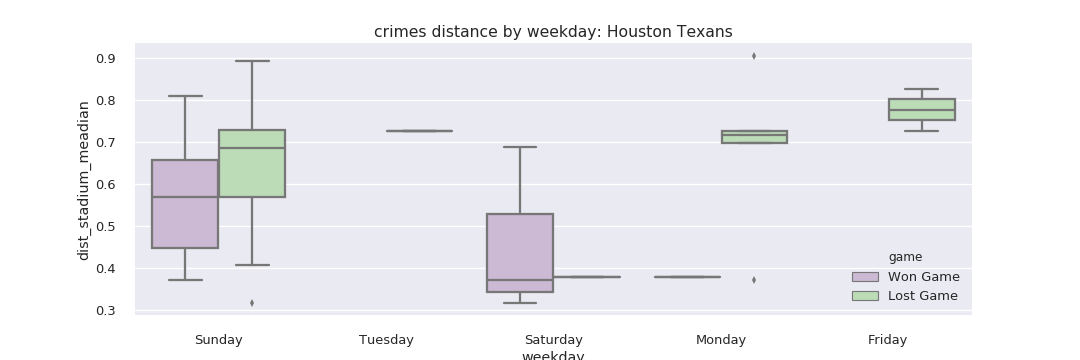 crimes distance by weekday: Houston Texans
0.9
0.8
0.7
0.6
0.5
0.4
0.3
dist_stadium_meadian
game
Won Game
Lost Game
Sunday Tuesday Saturday Monday Friday
weekday